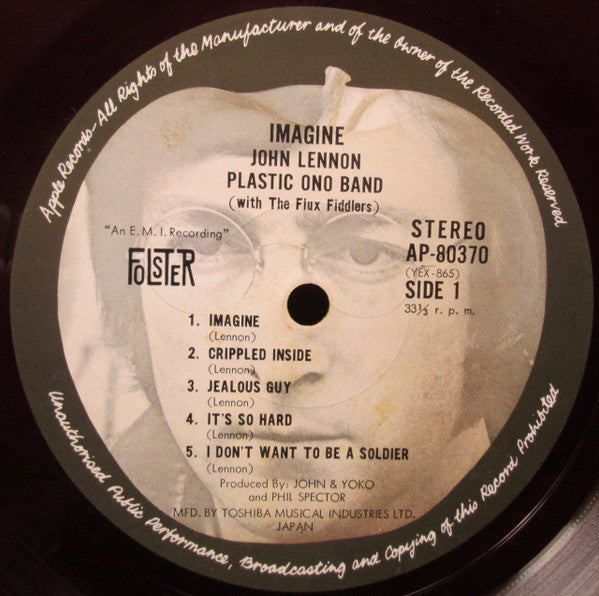 Apple Records-All Rights of the Manufacturer and of the Owner of the Recorded Work Reserved
IMAGINE
JOHN LENNON
PLASTIC ONO BAND
(with The Fiux Fiddlers)
"An E. M. I. Recording"
FOLSTER
STEREO
AP-80370
(YEX-865)
SIDE 1
33⅓ r. p. m.
1. IMAGINE
(Lennon)
2. CRIPPLED INSIDE
(Lennon)
3. JEALOUS GUY
(Lennon)
4. IT'S SO HARD
(Lennon)
5. I DON'T WANT TO BE A SOLDIER
(Lennon)
Produced By: JOHN & YOKO
and PHIL SPECTOR
MFD. BY TOSHIBA MUSICAL INDUSTRIES LTD.
JAPAN
Unauthorised Public Performance, Broadcasting and Copying of this Record Prohibited